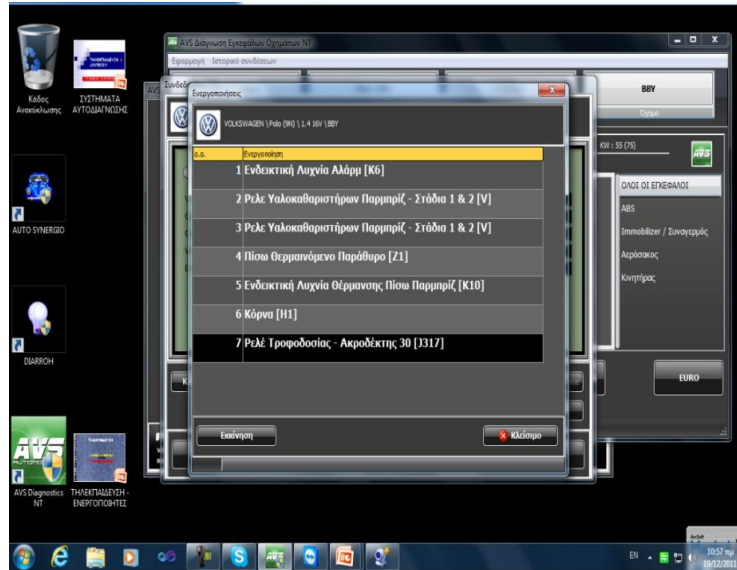 AVS Διάγνωση Εγκεφάλων Οχημάτων NT
Εφαρμογή Ιστορικό συνδέσεων
Κάδος Ανακύκλωσης
ΣΥΣΤΗΜΑΤΑ ΑΥΤΟΔΙΑΓΝΩΣΗΣ
AUTO SYNERGIO
DIARROH
AVS Diagnostics NT
ΤΗΛΕΚΠΑΙΔΕΥΣΗ - ΕΝΕΡΓΟΠΟΙΗΤΕΣ
Ενεργοποιήσεις
VOLKSWAGEN \ Polo (9N) \ 1.4 16V \ BBY
α.α. Ενεργοποίηση
1 Ενδεικτική Λυχνία Αλάρμ [K6]
2 Ρελε Υαλοκαθαριστήρων Παρμπρίζ - Στάδια 1 & 2 [V]
3 Ρελε Υαλοκαθαριστήρων Παρμπρίζ - Στάδια 1 & 2 [V]
4 Πίσω Θερμαινόμενο Παράθυρο [Z1]
5 Ενδεικτική Λυχνία Θέρμανσης Πίσω Παρμπρίζ [K10]
6 Κόρνα [H1]
7 Ρελέ Τροφοδοσίας - Ακροδέκτης 30 [J317]
Εκκίνηση
Κλείσιμο
BBY
Όχημα
KW : 55 (75)
AVS
ΟΛΟΙ ΟΙ ΕΓΚΕΦΑΛΟΙ
ABS
Immobilizer / Συναγερμός
Αερόσακος
Κινητήρας
EURO
EN
10:57 πμ
19/12/2011